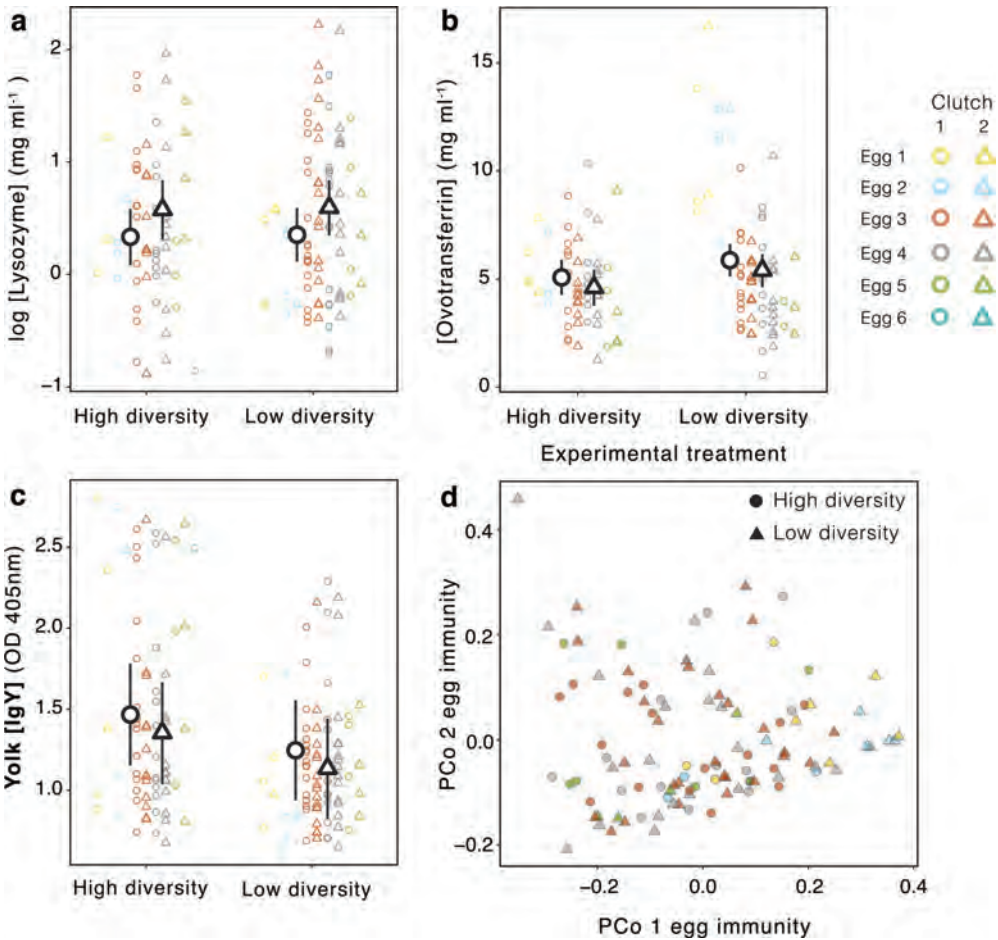 a
log [Lysozyme] (mg ml⁻¹)
2
1
0
−1
High diversity
Low diversity
b
[Ovotransferrin] (mg ml⁻¹)
15
10
5
0
High diversity
Low diversity
Experimental treatment
Clutch
1 2
Egg 1
Egg 2
Egg 3
Egg 4
Egg 5
Egg 6
c
Yolk [IgY] (OD 405nm)
2.5
2.0
1.5
1.0
High diversity
Low diversity
d
High diversity
Low diversity
PCo 2 egg immunity
0.4
0.2
0.0
−0.2
−0.2 0.0 0.2 0.4
PCo 1 egg immunity